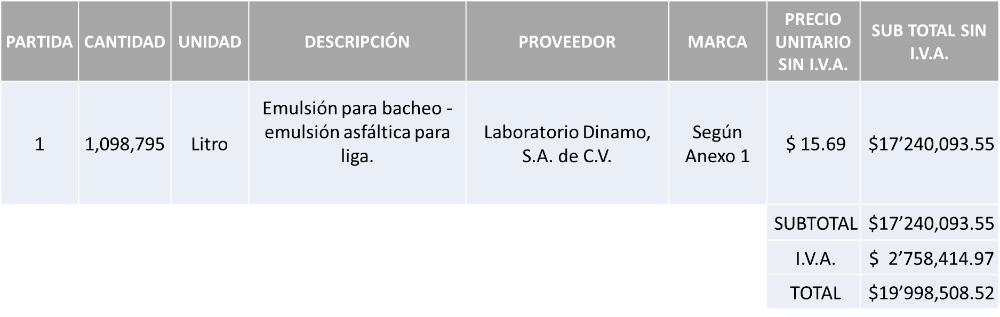 PARTIDA
CANTIDAD
UNIDAD
DESCRIPCIÓN
PROVEEDOR
MARCA
PRECIO
UNITARIO
SIN I.V.A.
SUB TOTAL SIN
I.V.A.
1
1,098,795
Litro
Emulsión para bacheo -
emulsión asfáltica para
liga.
Laboratorio Dinamo,
S.A. de C.V.
Según
Anexo 1
$ 15.69
$17’240,093.55
SUBTOTAL
$17’240,093.55
I.V.A.
$ 2’758,414.97
TOTAL
$19’998,508.52